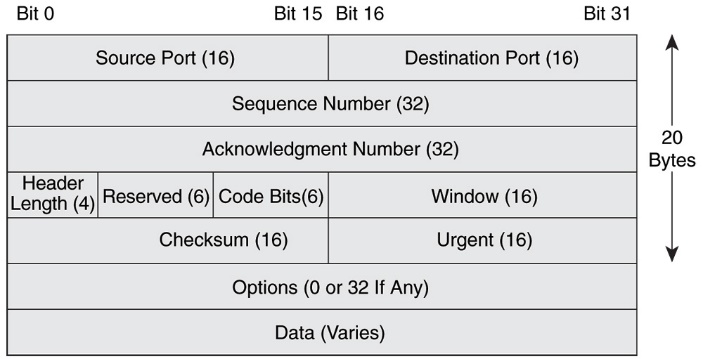 Bit 0 Bit 15 Bit 16 Bit 31
Source Port (16) Destination Port (16)
Sequence Number (32)
Acknowledgment Number (32)
20
Bytes
Header
Length (4) Reserved (6) Code Bits(6) Window (16)
Checksum (16) Urgent (16)
Options (0 or 32 If Any)
Data (Varies)